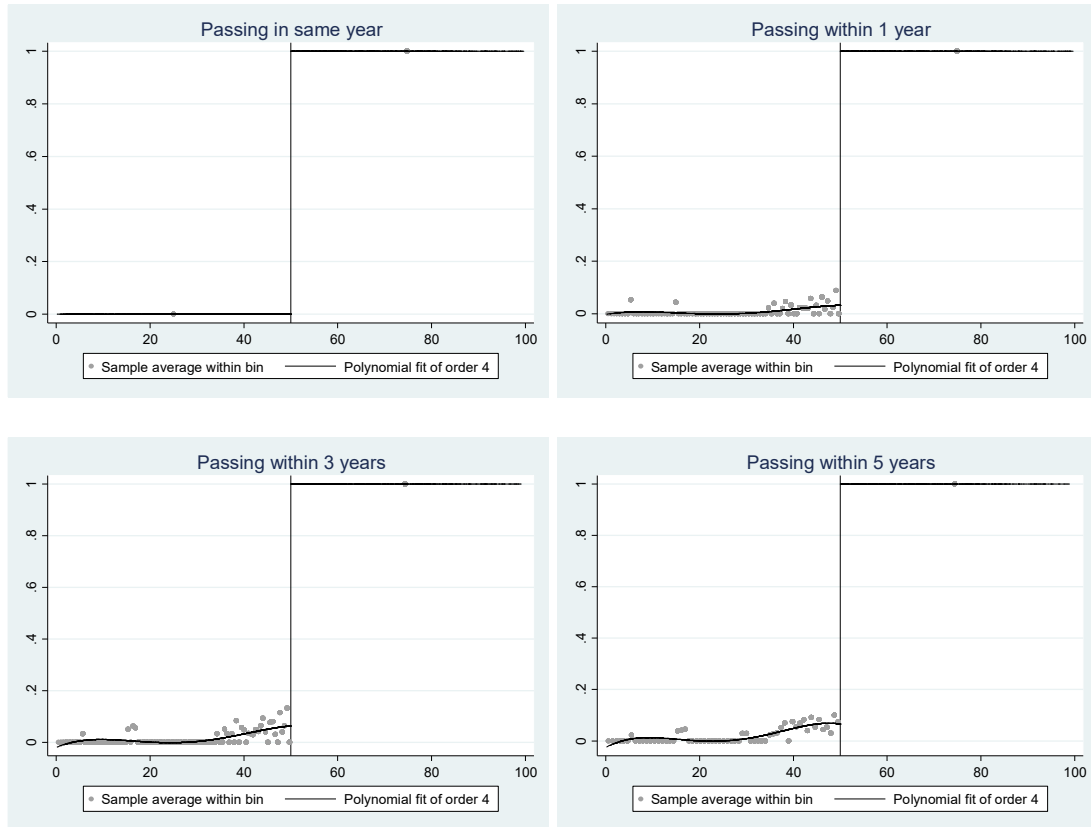 Passing in same year
1
.8
.6
.4
.2
0
0 20 40 60 80 100
Sample average within bin Polynomial fit of order 4
Passing within 1 year
1
.8
.6
.4
.2
0
0 20 40 60 80 100
Sample average within bin Polynomial fit of order 4
Passing within 3 years
1
.8
.6
.4
.2
0
0 20 40 60 80 100
Sample average within bin Polynomial fit of order 4
Passing within 5 years
1
.8
.6
.4
.2
0
0 20 40 60 80 100
Sample average within bin Polynomial fit of order 4